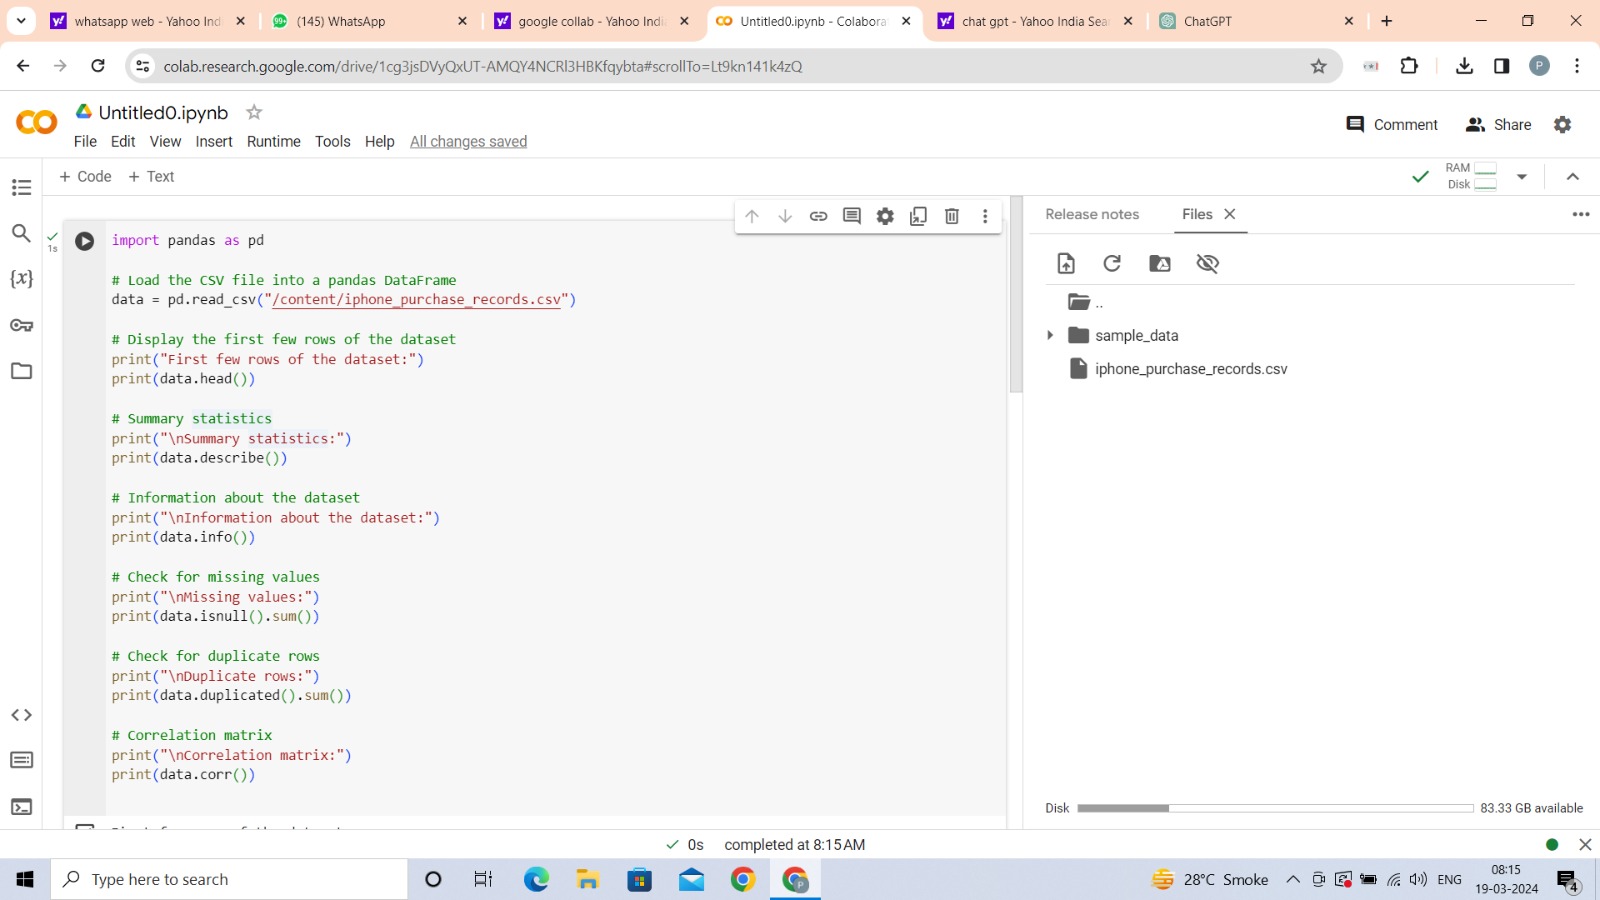 whatsapp web - Yahoo Ind
99+ (145) WhatsApp
google collab - Yahoo Indi
Untitled0.ipynb - Colabora
chat gpt - Yahoo India Sea
ChatGPT
colab.research.google.com/drive/1cg3jsDVyQxUT-AMQY4NCRl3HBKfqybta#scrollTo=Lt9kn141k4zQ
P
Untitled0.ipynb
File Edit View Insert Runtime Tools Help All changes saved
Comment Share
+ Code + Text
RAM
Disk
1s
import pandas as pd
# Load the CSV file into a pandas DataFrame
data = pd.read_csv("/content/iphone_purchase_records.csv")
# Display the first few rows of the dataset
print("First few rows of the dataset:")
print(data.head())
# Summary statistics
print("\nSummary statistics:")
print(data.describe())
# Information about the dataset
print("\nInformation about the dataset:")
print(data.info())
# Check for missing values
print("\nMissing values:")
print(data.isnull().sum())
# Check for duplicate rows
print("\nDuplicate rows:")
print(data.duplicated().sum())
# Correlation matrix
print("\nCorrelation matrix:")
print(data.corr())
Release notes Files
..
sample_data
iphone_purchase_records.csv
Disk 83.33 GB available
0s completed at 8:15 AM
Type here to search
28°C Smoke
ENG
08:15
19-03-2024
4